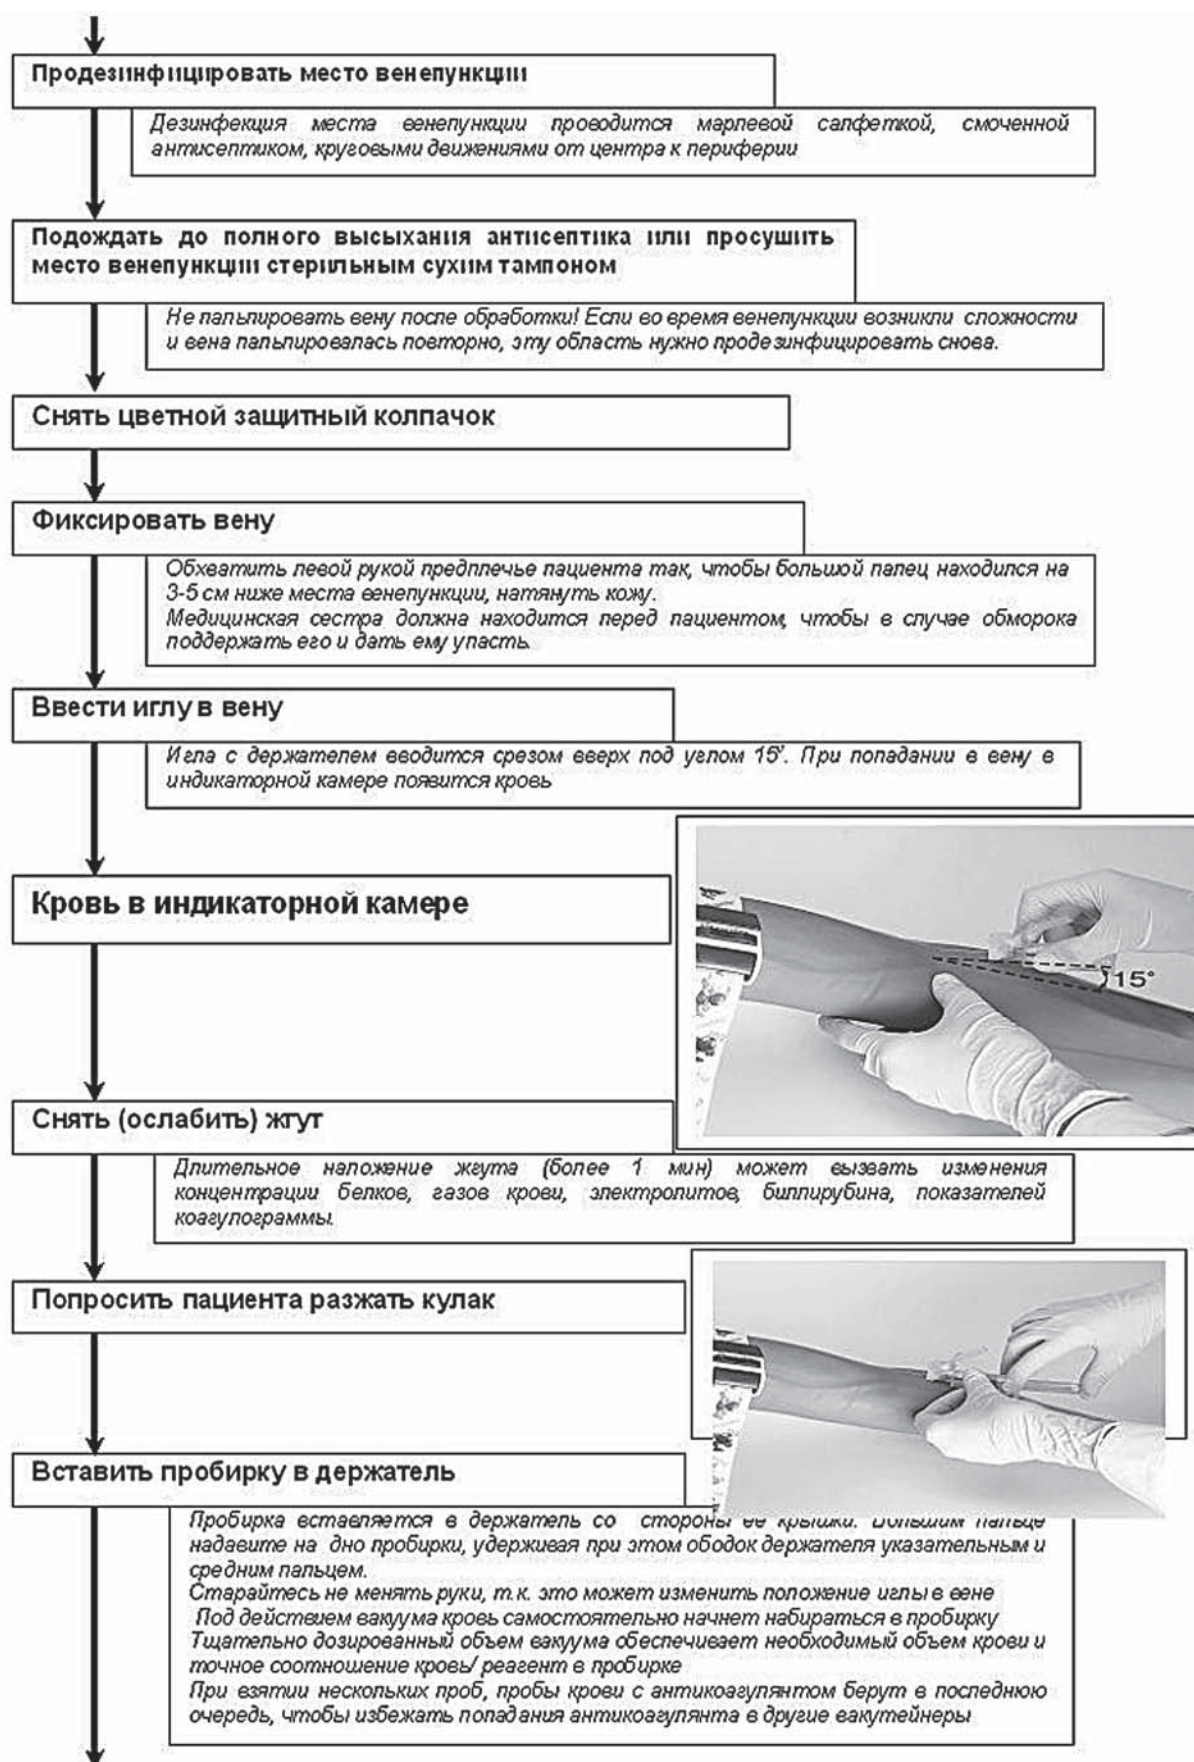 Продезинфицировать место венепункции
Дезинфекция места венепункции проводится марлевой салфеткой, смоченной
антисептиком, круговыми движениями от центра к периферии
Подождать до полного высыхания антисептика или просушить
место венепункции стерильным сухим тампоном
Не пальпировать вену после обработки! Если во время венепункции возникли сложности
и вена пальпировалась повторно, эту область нужно продезинфицировать снова.
Снять цветной защитный колпачок
Фиксировать вену
Обхватить левой рукой предплечье пациента так, чтобы большой палец находился на
3-5 см ниже места венепункции, натянуть кожу.
Медицинская сестра должна находится перед пациентом, чтобы в случае обморока
поддержать его и дать ему упасть.
Ввести иглу в вену
Игла с держателем вводится срезом вверх под углом 15°. При попадании в вену в
индикаторной камере появится кровь
Кровь в индикаторной камере
15°
Снять (ослабить) жгут
Длительное наложение жгута (более 1 мин) может вызвать изменения
концентрации белков, газов крови, электролитов, биллирубина, показателей
коагулограммы.
Попросить пациента разжать кулак
Вставить пробирку в держатель
Пробирка вставляется в держатель со стороны ее крышки. Большим пальце
надавите на дно пробирки, удерживая при этом ободок держателя указательным и
средним пальцем.
Старайтесь не менять руки, т.к. это может изменить положение иглы в вене
Под действием вакуума кровь самостоятельно начнет набираться в пробирку
Тщательно дозированный объем вакуума обеспечивает необходимый объем крови и
точное соотношение кровь/ реагент в пробирке
При взятии нескольких проб, пробы крови с антикоагулянтом берут в последнюю
очередь, чтобы избежать попадания антикоагулянта в другие вакутейнеры